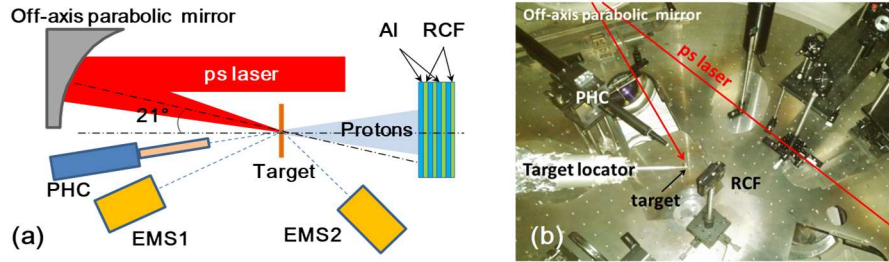 Off-axis parabolic mirror
Al RCF
ps laser
21°
Protons
PHC
Target
EMS1
EMS2
(a)
Off-axis parabolic mirror
ps laser
PHC
Target locator
RCF
target
(b)